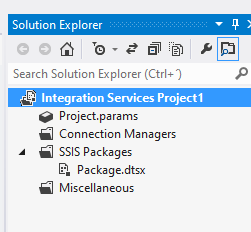 Solution Explorer
Search Solution Explorer (Ctrl+´)
Integration Services Project1
Project.params
Connection Managers
SSIS Packages
Package.dtsx
Miscellaneous